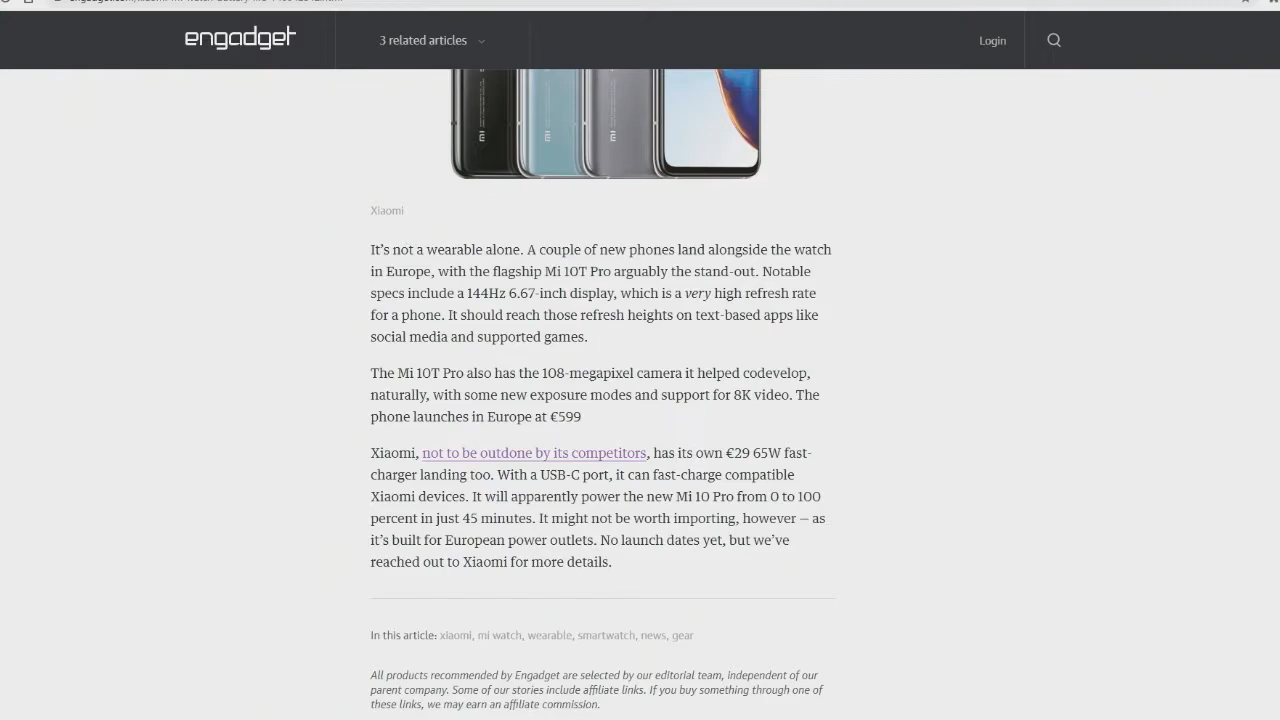 engadget
3 related articles
Login
Xiaomi
It's not a wearable alone. A couple of new phones land alongside the watch
in Europe, with the flagship Mi 10T Pro arguably the stand-out. Notable
specs include a 144Hz 6.67-inch display, which is a very high refresh rate
for a phone. It should reach those refresh heights on text-based apps like
social media and supported games.
The Mi 10T Pro also has the 108-megapixel camera it helped codevelop,
naturally, with some new exposure modes and support for 8K video. The
phone launches in Europe at €599
Xiaomi, not to be outdone by its competitors, has its own €29 65W fast-
charger landing too. With a USB-C port, it can fast-charge compatible
Xiaomi devices. It will apparently power the new Mi 10 Pro from 0 to 100
percent in just 45 minutes. It might not be worth importing, however — as
it's built for European power outlets. No launch dates yet, but we've
reached out to Xiaomi for more details.
In this article: xiaomi, mi watch, wearable, smartwatch, news, gear
All products recommended by Engadget are selected by our editorial team, independent of our
parent company. Some of our stories include affiliate links. If you buy something through one of
these links, we may earn an affiliate commission.